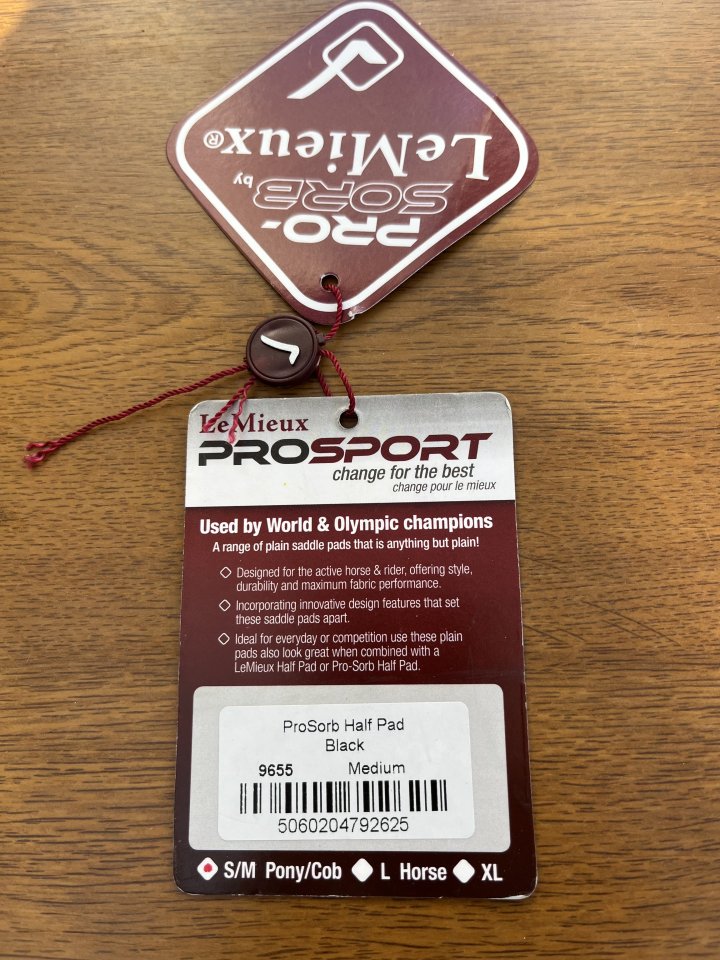 LeMieux®
PRO-
SORB by
LeMieux
PROSPORT
change for the best
change pour le mieux
Used by World & Olympic champions
A range of plain saddle pads that is anything but plain!
Designed for the active horse & rider, offering style,
durability and maximum fabric performance.
Incorporating innovative design features that set
these saddle pads apart.
Ideal for everyday or competition use these plain
pads also look great when combined with a
LeMieux Half Pad or Pro-Sorb Half Pad.
ProSorb Half Pad
Black
9655 Medium
5060204792625
S/M Pony/Cob L Horse XL